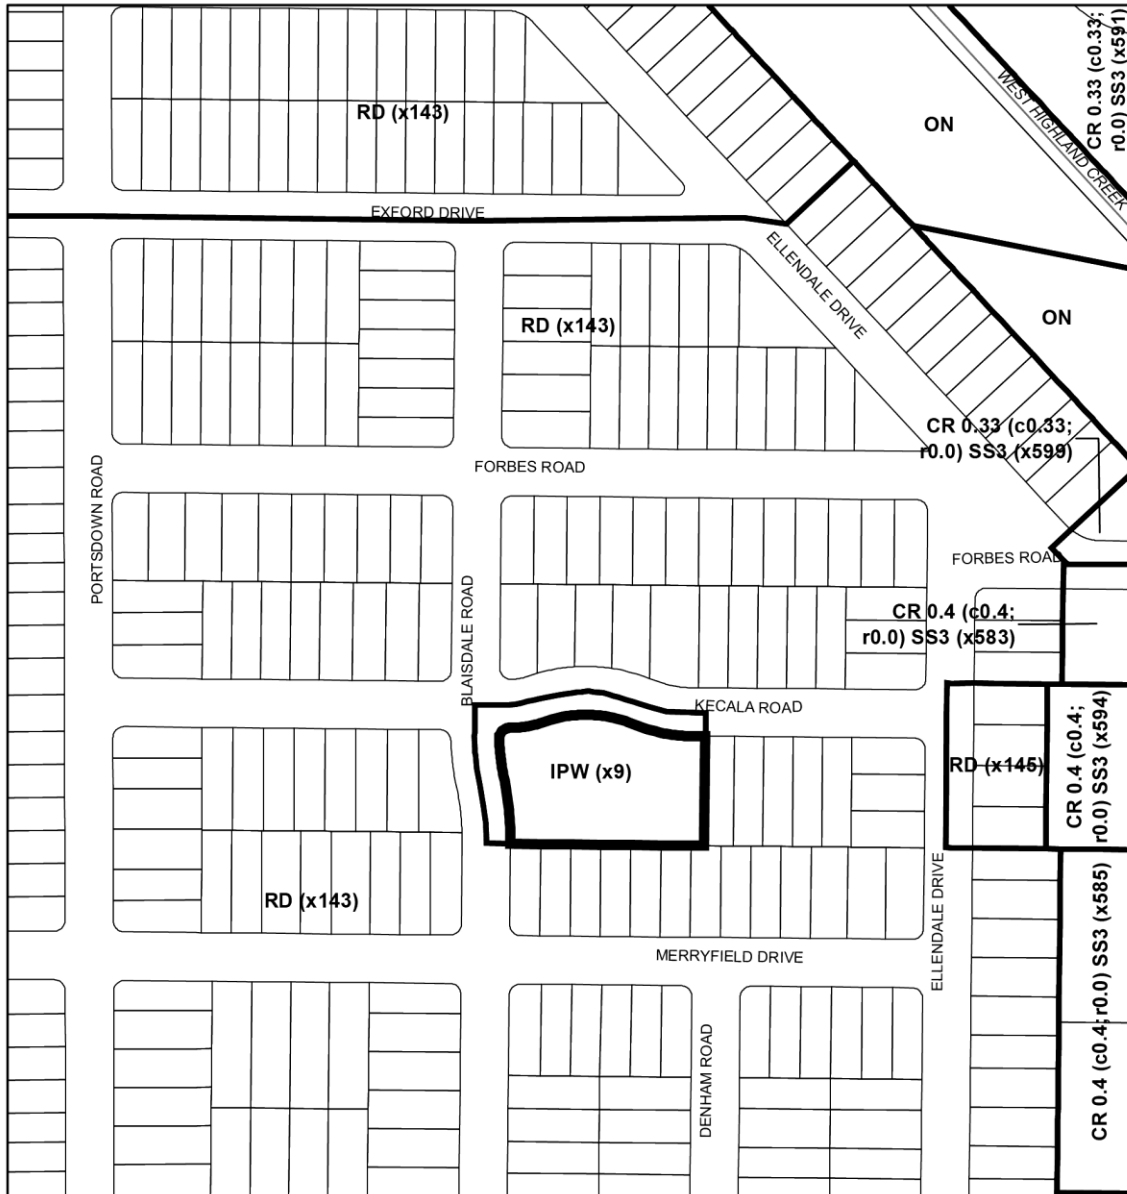 CR 0.33 (c0.33;
r0.0) SS3 (x591)
WEST HIGHLAND CREEK
RD (x143)
ON
EXFORD DRIVE
ELLENDALE DRIVE
RD (x143)
ON
CR 0.33 (c0.33;
r0.0) SS3 (x599)
FORBES ROAD
PORTSDOWN ROAD
FORBES ROAD
BLAISDALE ROAD
CR 0.4 (c0.4;
r0.0) SS3 (x583)
KECALA ROAD
IPW (x9)
RD (x145)
CR 0.4 (c0.4;
r0.0) SS3 (x594)
RD (x143)
ELLENDALE DRIVE
CR 0.4 (c0.4; r0.0) SS3 (x585)
MERRYFIELD DRIVE
DENHAM ROAD